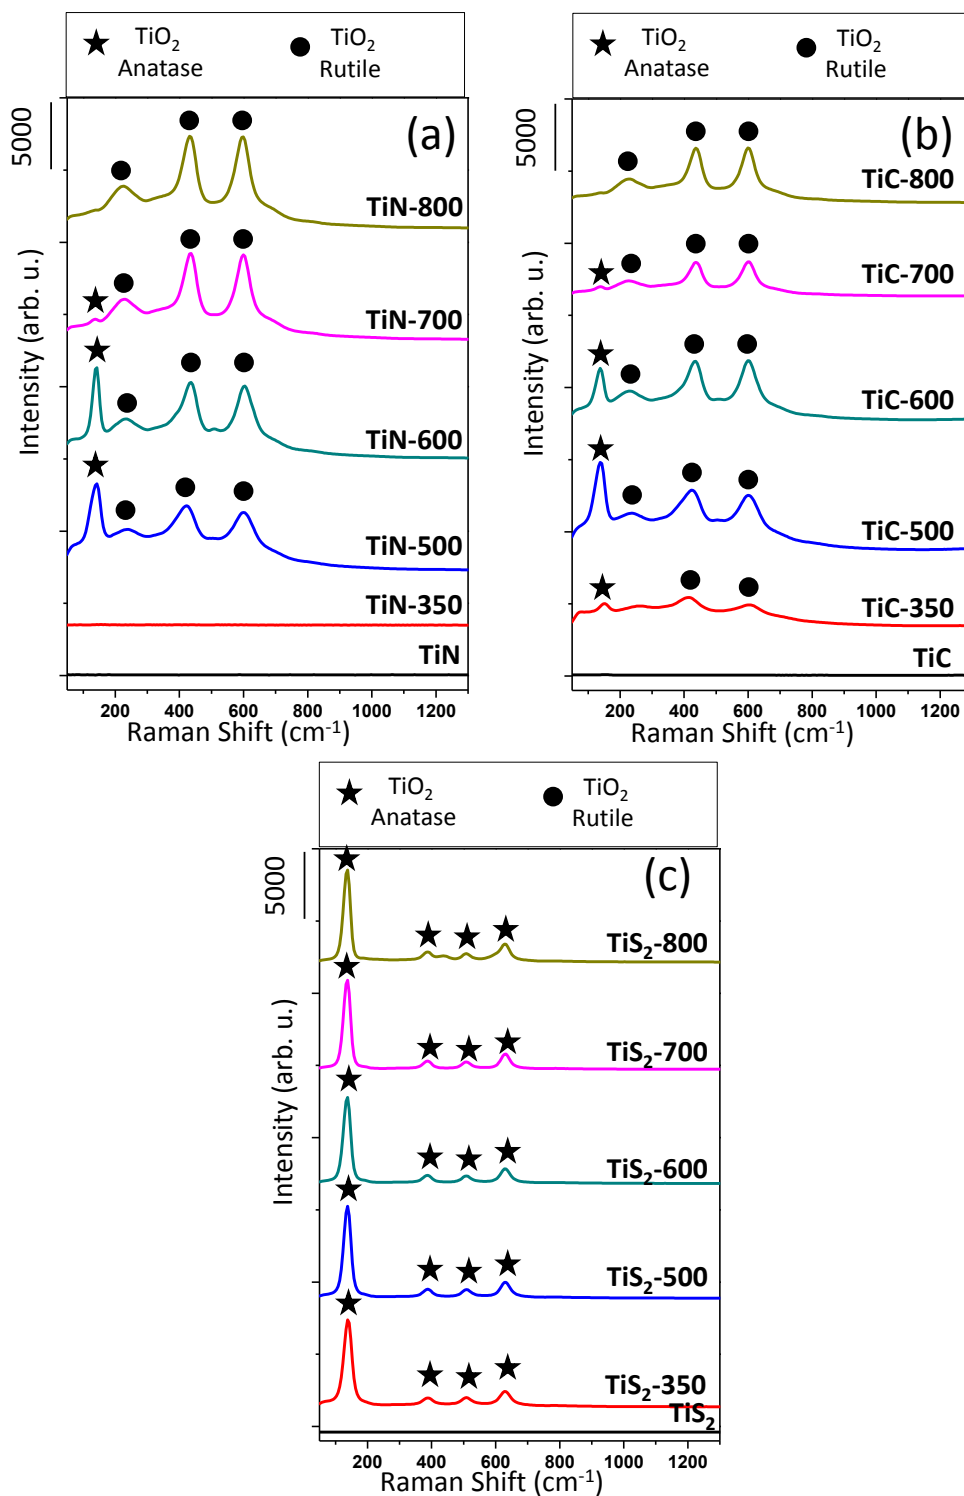 TiO2
Anatase
TiO2
Rutile
5000
(a)
TiN-800
TiN-700
TiN-600
TiN-500
TiN-350
TiN
Intensity (arb. u.)
200 400 600 800 1000 1200
Raman Shift (cm-1)
TiO2
Anatase
TiO2
Rutile
5000
(b)
TiC-800
TiC-700
TiC-600
TiC-500
TiC-350
TiC
Intensity (arb. u.)
200 400 600 800 1000 1200
Raman Shift (cm-1)
TiO2
Anatase
TiO2
Rutile
5000
(c)
TiS2-800
TiS2-700
TiS2-600
TiS2-500
TiS2-350
TiS2
Intensity (arb. u.)
200 400 600 800 1000 1200
Raman Shift (cm-1)